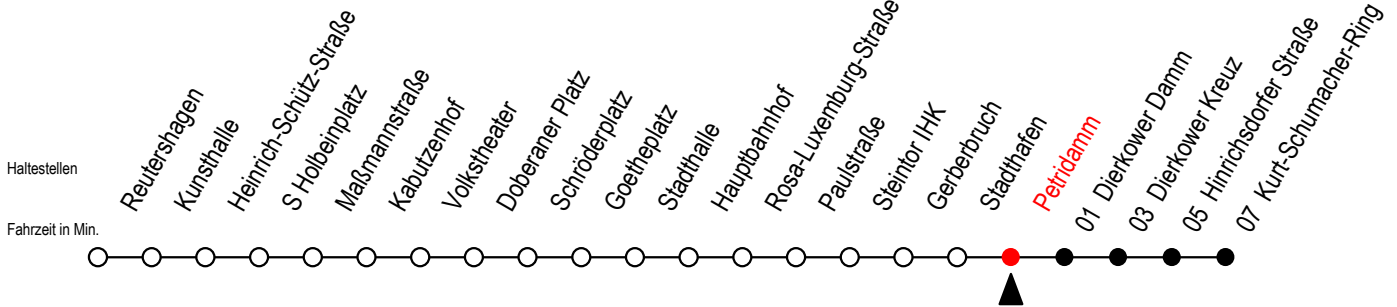 Haltestellen
Fahrzeit in Min.
Reutershagen
Kunsthalle
Heinrich-Schütz-Straße
S Holbeinplatz
Maßmannstraße
Kabutzenhof
Volkstheater
Doberaner Platz
Schröderplatz
Goetheplatz
Stadthalle
Hauptbahnhof
Rosa-Luxemburg-Straße
Paulstraße
Steintor IHK
Gerberbruch
Stadthafen
Petridamm
01 Dierkower Damm
03 Dierkower Kreuz
05 Hinrichsdorfer Straße
07 Kurt-Schumacher-Ring